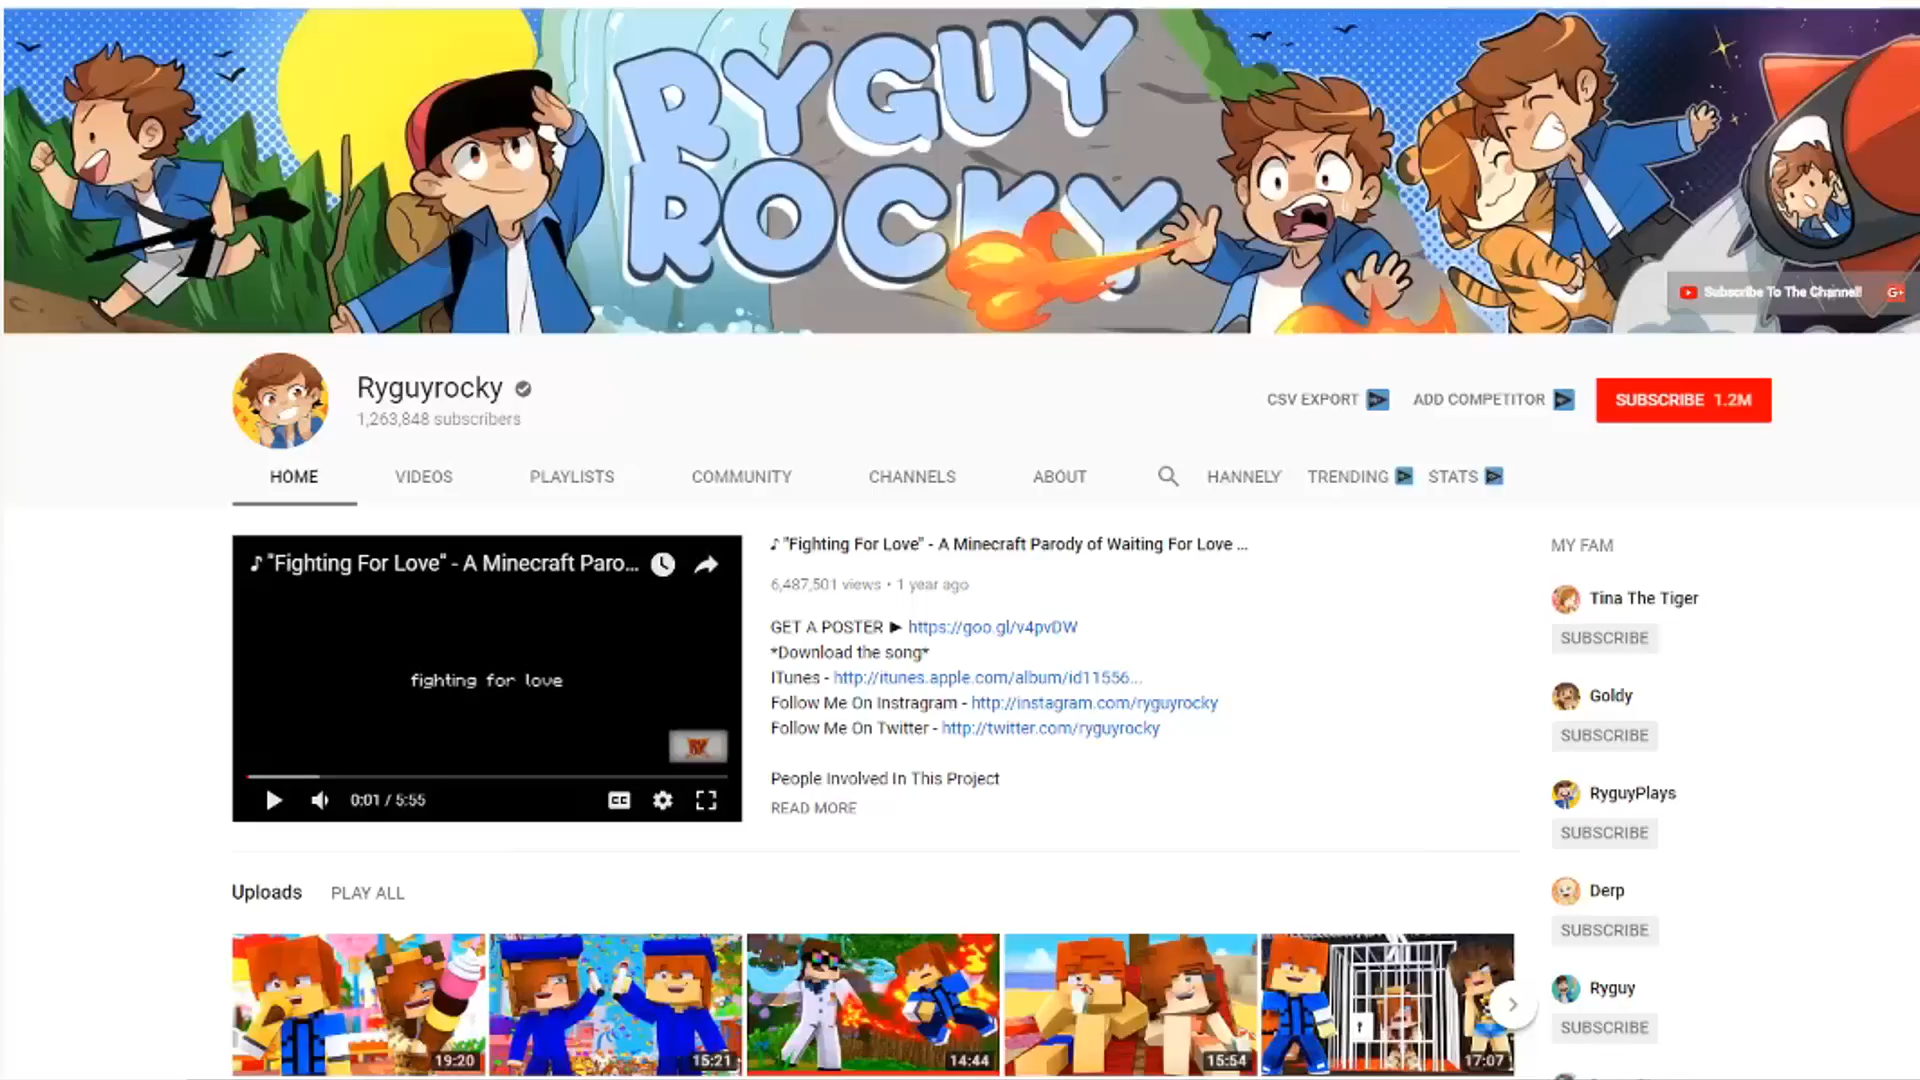 RYGUY
ROCKY
Subscribe To The Channel!
G+
Ryguyrocky
1,263,848 subscribers
CSV EXPORT
ADD COMPETITOR
SUBSCRIBE 1.2M
HOME
VIDEOS
PLAYLISTS
COMMUNITY
CHANNELS
ABOUT
HANNELY
TRENDING
STATS
♪ "Fighting For Love" - A Minecraft Paro...
fighting for love
RY
0:01 / 5:55
CC
♪ "Fighting For Love" - A Minecraft Parody of Waiting For Love ...
6,487,501 views • 1 year ago
GET A POSTER ► https://goo.gl/v4pvDW
*Download the song*
ITunes - http://itunes.apple.com/album/id11556...
Follow Me On Instragram - http://instagram.com/ryguyrocky
Follow Me On Twitter - http://twitter.com/ryguyrocky
People Involved In This Project
READ MORE
MY FAM
Tina The Tiger
SUBSCRIBE
Goldy
SUBSCRIBE
RyguyPlays
SUBSCRIBE
Derp
SUBSCRIBE
Ryguy
SUBSCRIBE
Uploads PLAY ALL
19:20
15:21
14:44
15:54
17:07